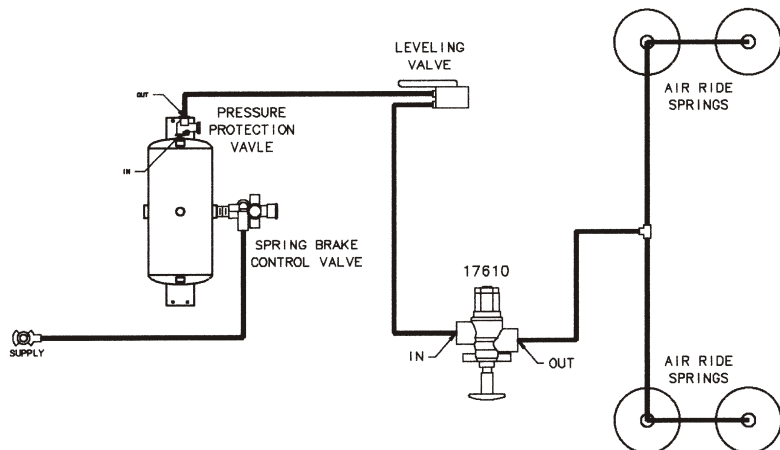 LEVELING
VALVE
OUT
PRESSURE
PROTECTION
VAVLE
IN
AIR RIDE
SPRINGS
SPRING BRAKE
CONTROL VALVE
17610
SUPPLY
IN
OUT
AIR RIDE
SPRINGS